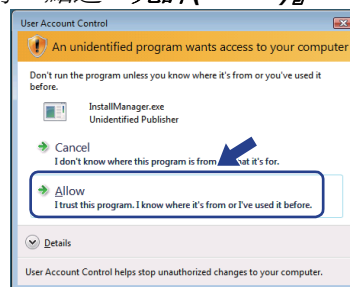 User Account Control
An unidentified program wants access to your computer
Don't run the program unless you know where it's from or you've used it
before.
InstallManager.exe
Unidentified Publisher
Cancel
I don't know where this program is from it's for.
Allow
I trust this program. I know where it's from or I've used it before.
Details
User Account Control helps stop unauthorized changes to your computer.